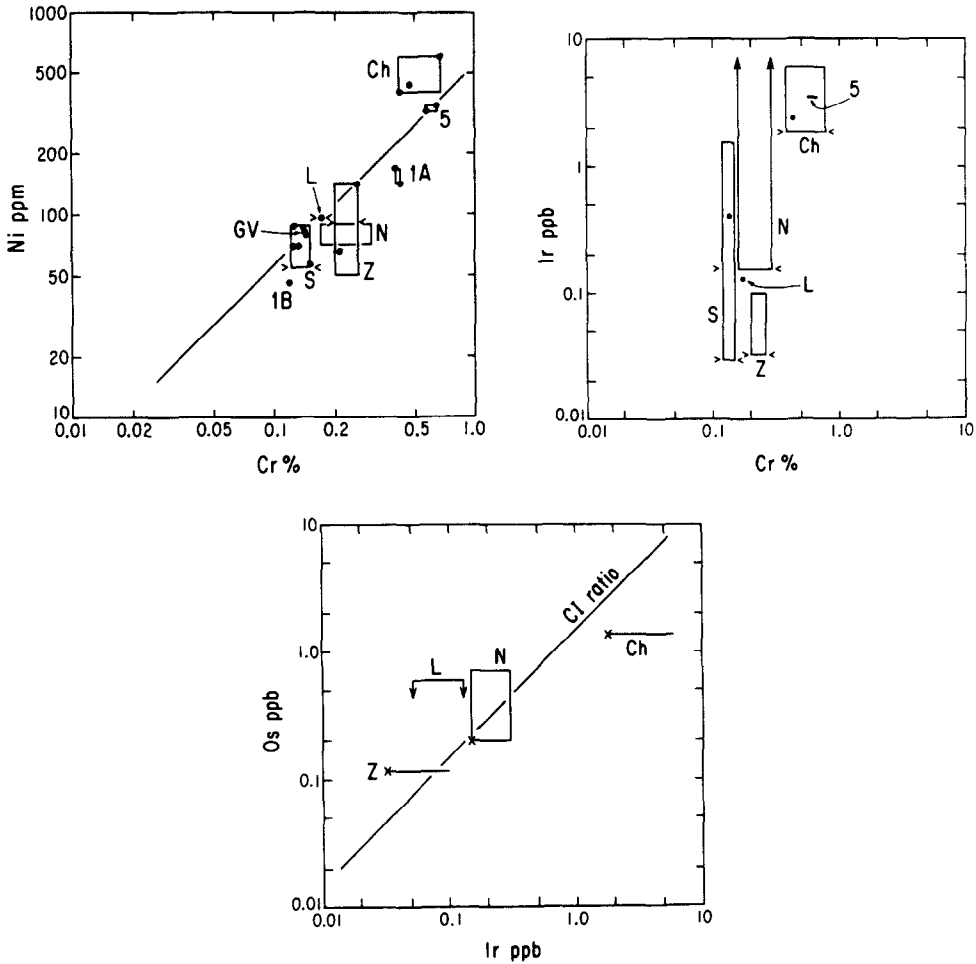 1000
500
200
100
50
20
10
Ni ppm
Ch
5
1A
L
GV
N
S
Z
1B
0.01 0.02 0.05 0.1 0.2 0.5 1.0
Cr %
10
1
0.1
0.01
Ir ppb
5
Ch
N
L
S
Z
0.01 0.1 1.0 10
Cr %
10
1.0
0.1
0.01
Os ppb
CI ratio
Ch
L
N
Z
0.01 0.1 1.0 10
Ir ppb